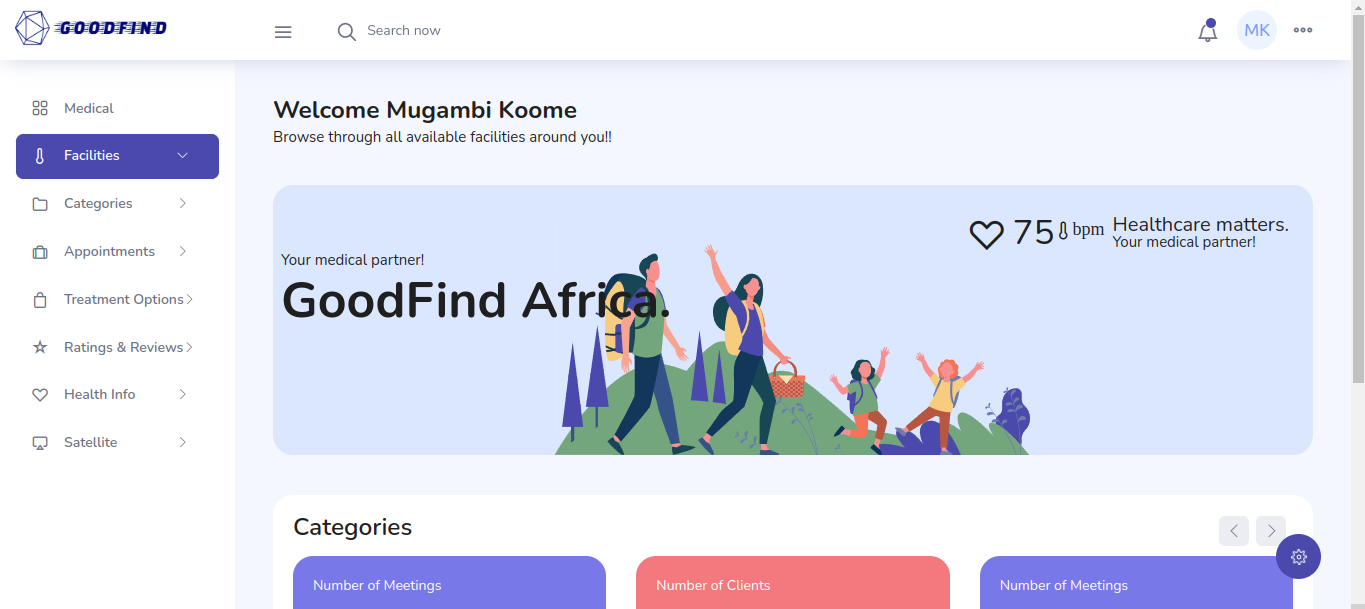 GOODFIND
Search now
MK
Medical
Facilities
Categories
Appointments
Treatment Options
Ratings & Reviews
Health Info
Satellite
Welcome Mugambi Koome
Browse through all available facilities around you!!
75 bpm
Healthcare matters.
Your medical partner!
Your medical partner!
GoodFind Africa.
Categories
Number of Meetings
Number of Clients
Number of Meetings